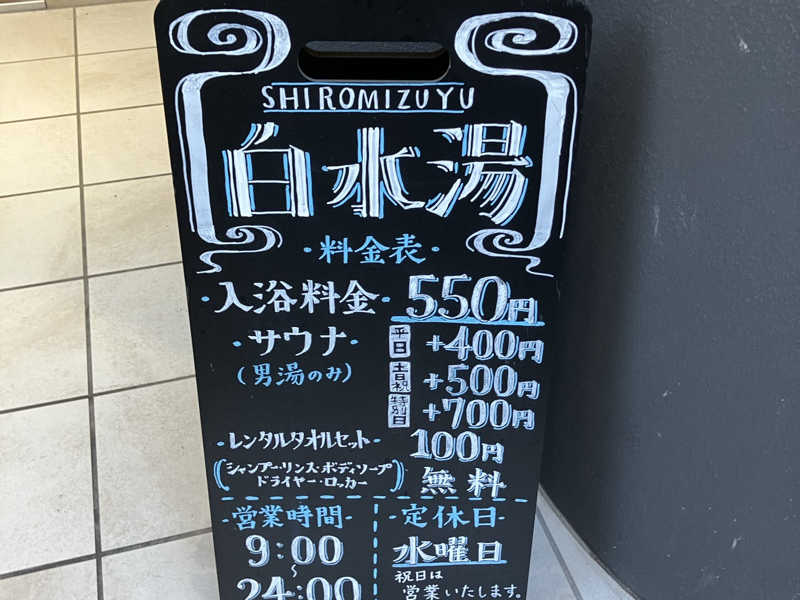 SHIROMIZUYU
白水湯
・料金表・
・入浴料金・ 550円
・サウナ・ 平日 +400円
(男湯のみ) 土日祝 +500円
特別日 +700円
・レンタルタオルセット・ 100円
(シャンプー・リンス・ボディソープ
ドライヤー・ロッカー) 無料
・営業時間・
9:00
〜
24:00
・定休日・
水曜日
祝日は
営業いたします。